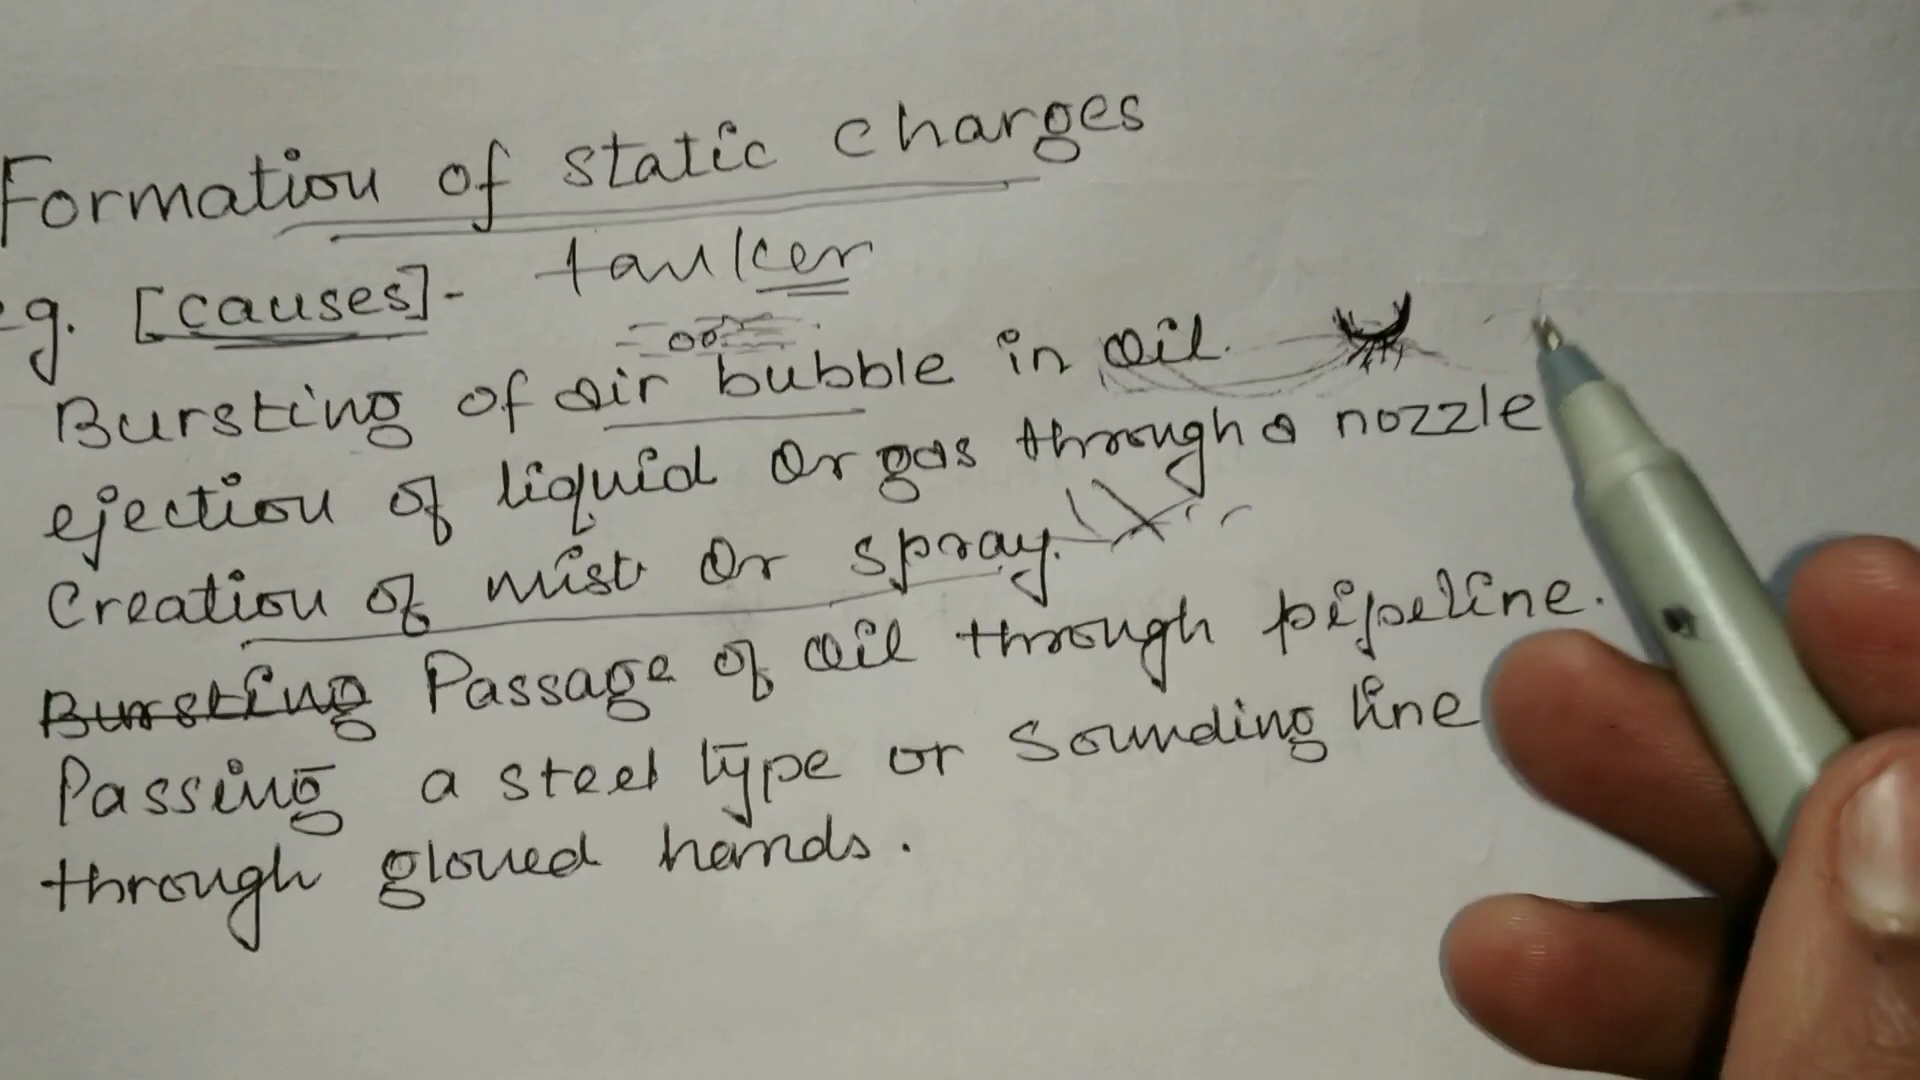 Formation of static charges
e.g. [causes]- tanker
Bursting of air bubble in oil.
ejection of liquid or gas through a nozzle
Creation of mist or spray.
Bursting Passage of oil through pipeline.
Passing a steel type or sounding line
through gloved hands.